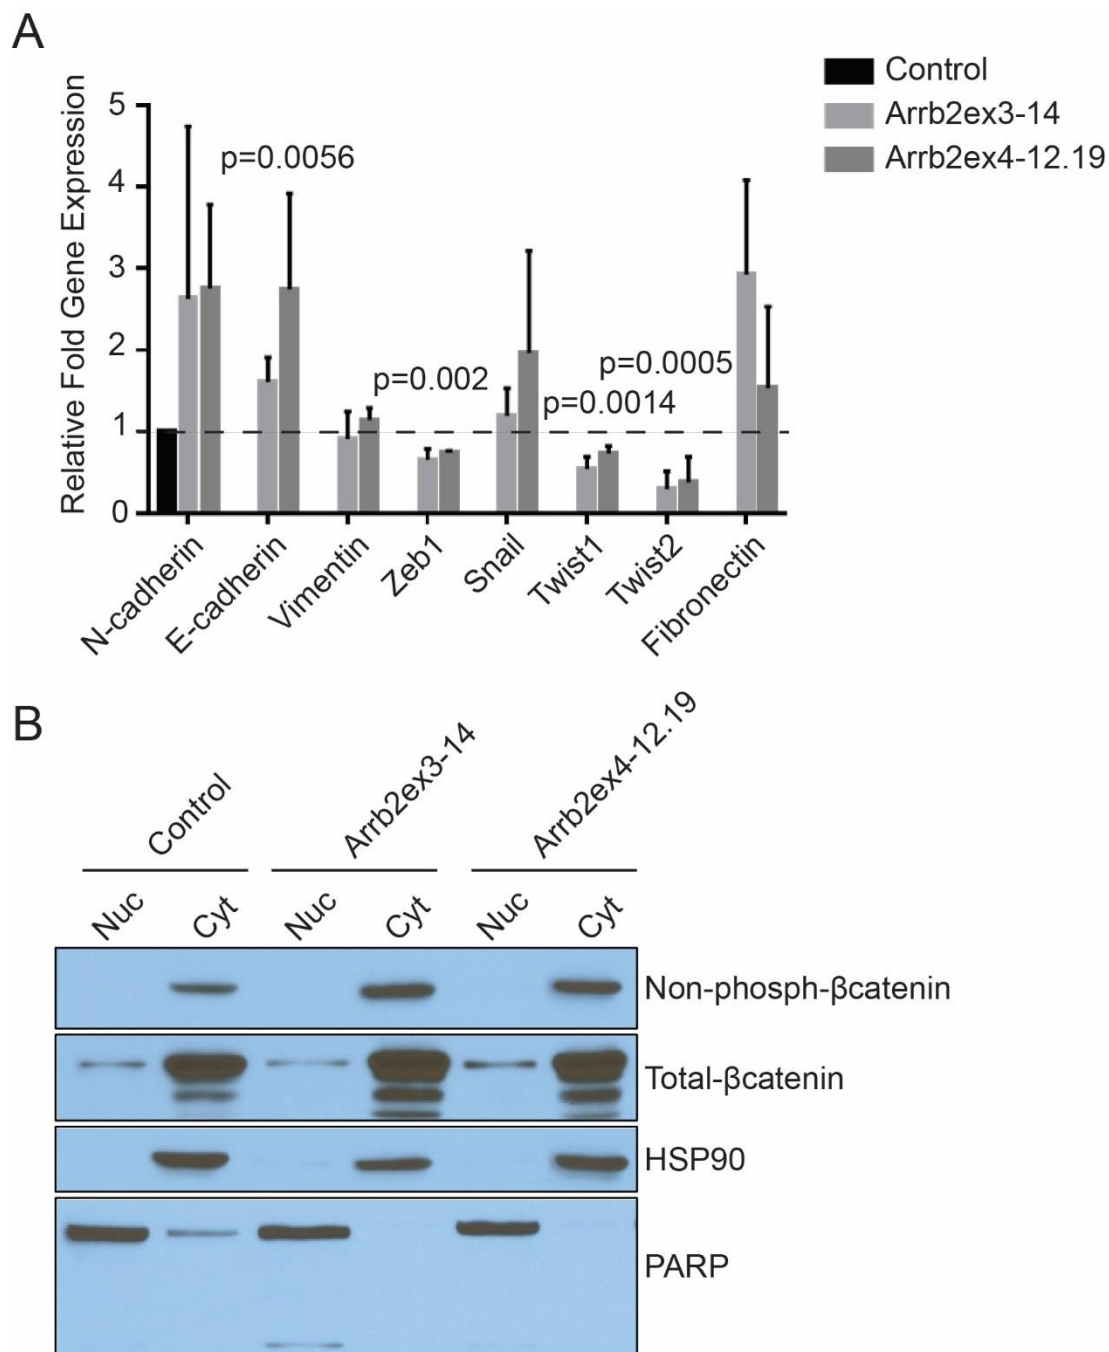 A
Control
Arrb2ex3-14
Arrb2ex4-12.19
Relative Fold Gene Expression
5
4
3
2
1
0
p=0.0056
p=0.002
p=0.0014
p=0.0005
N-cadherin
E-cadherin
Vimentin
Zeb1
Snail
Twist1
Twist2
Fibronectin
B
Control
Arrb2ex3-14
Arrb2ex4-12.19
Nuc
Cyt
Nuc
Cyt
Nuc
Cyt
Non-phosph-βcatenin
Total-βcatenin
HSP90
PARP